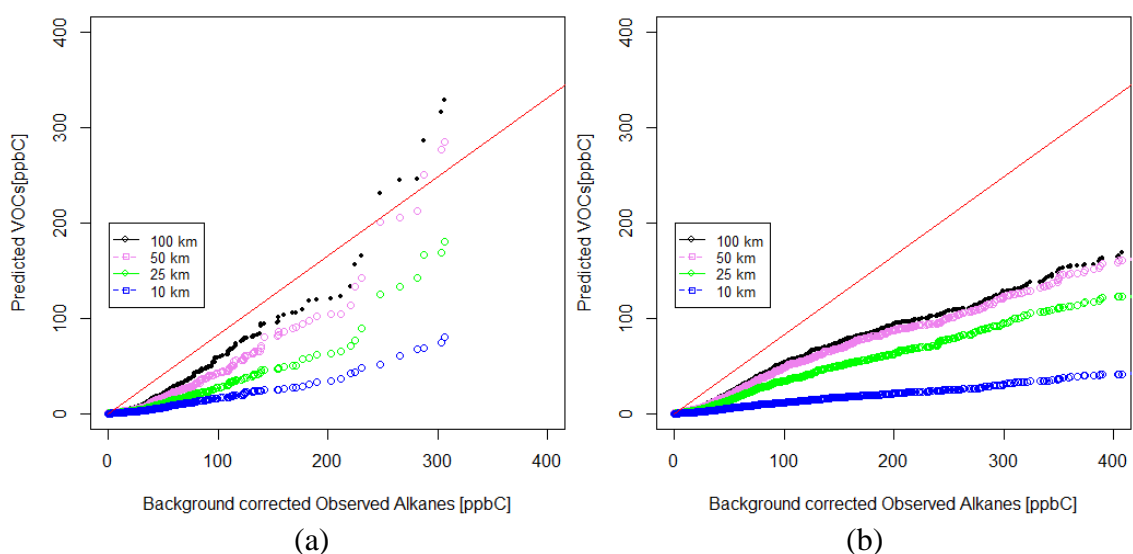 400
300
200
100
0
Predicted VOCs[ppbC]
100 km
50 km
25 km
10 km
0 100 200 300 400
Background corrected Observed Alkanes [ppbC]
(a)
400
300
200
100
0
Predicted VOCs[ppbC]
100 km
50 km
25 km
10 km
0 100 200 300 400
Background corrected Observed Alkanes [ppbC]
(b)